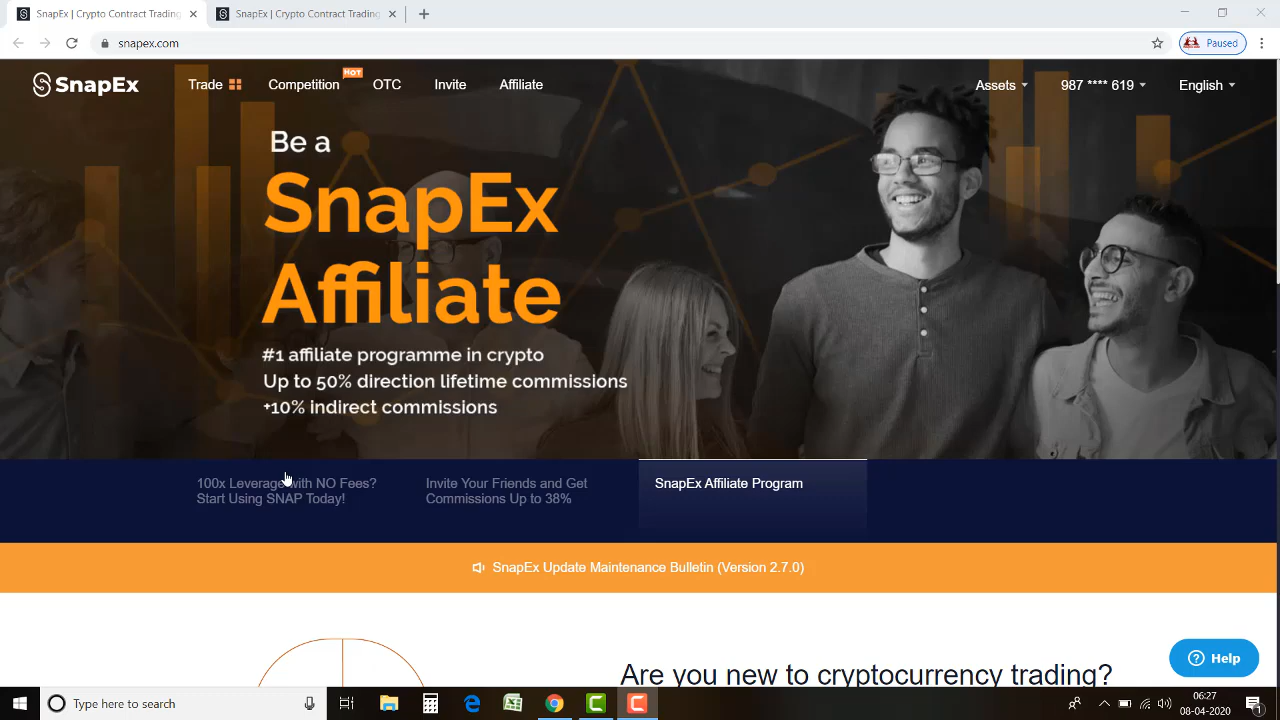 SnapEx | Crypto Contract Trading
SnapEx | Crypto Contract Trading
snapex.com
Paused
SnapEx
Trade
Competition
HOT
OTC
Invite
Affiliate
Assets
987 **** 619
English
Be a
SnapEx
Affiliate
#1 affiliate programme in crypto
Up to 50% direction lifetime commissions
+10% indirect commissions
100x Leverage with NO Fees?
Start Using SNAP Today!
Invite Your Friends and Get
Commissions Up to 38%
SnapEx Affiliate Program
SnapEx Update Maintenance Bulletin (Version 2.7.0)
Are you new to cryptocurrency trading?
Help
Type here to search
06:27
08-04-2020
1